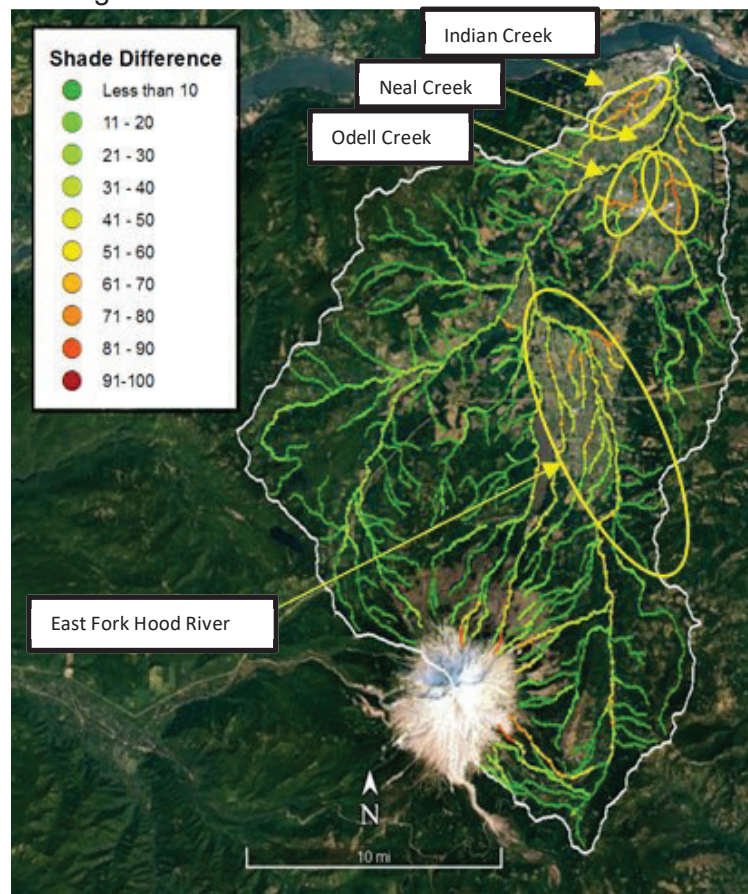 Shade Difference
Less than 10
11 - 20
21 - 30
31 - 40
41 - 50
51 - 60
61 - 70
71 - 80
81 - 90
91-100
Indian Creek
Neal Creek
Odell Creek
East Fork Hood River
N
10 mi